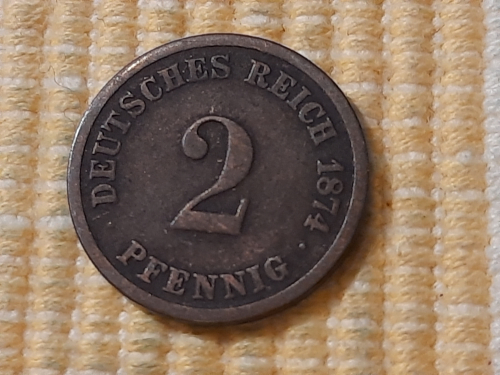 DEUTSCHES REICH 1874.
2
PFENNIG.